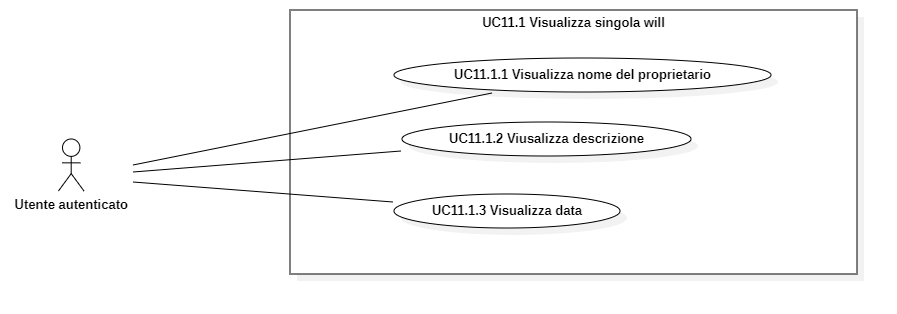 UC11.1 Visualizza singola will
UC11.1.1 Visualizza nome del proprietario
UC11.1.2 Viusalizza descrizione
Utente autenticato
UC11.1.3 Visualizza data